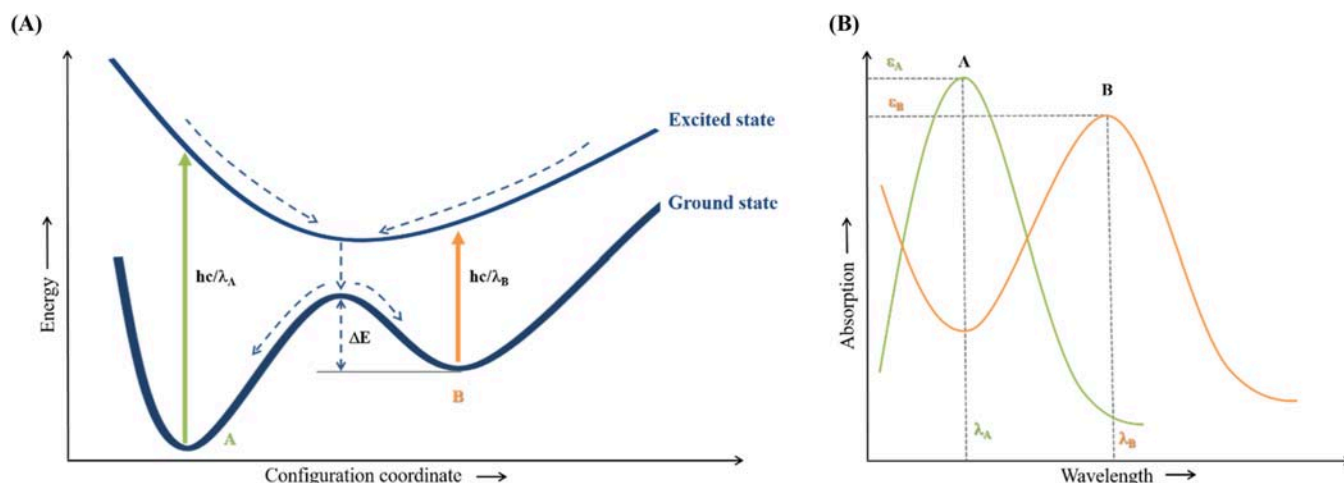 (A)
Energy →
Excited state
Ground state
hc/λA
hc/λB
ΔE
A
B
Configuration coordinate →
(B)
Absorption →
εA
εB
A
B
λA
λB
Wavelength →